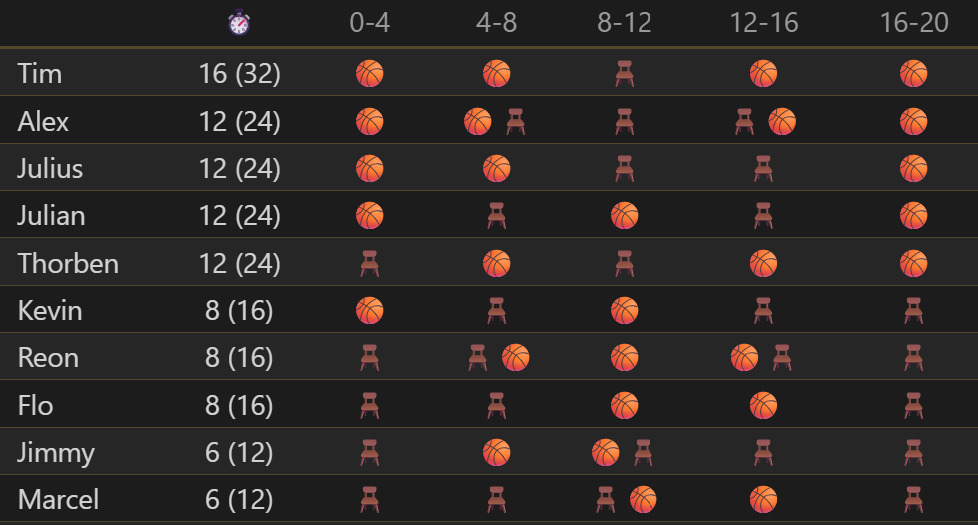 ⏱ 0-4 4-8 8-12 12-16 16-20
Tim 16 (32) 🏀 🏀 🪑 🏀 🏀
Alex 12 (24) 🏀 🏀 🪑 🪑 🪑 🏀 🏀
Julius 12 (24) 🏀 🏀 🪑 🪑 🏀
Julian 12 (24) 🏀 🪑 🏀 🪑 🏀
Thorben 12 (24) 🪑 🏀 🪑 🏀 🏀
Kevin 8 (16) 🏀 🪑 🏀 🪑 🪑
Reon 8 (16) 🪑 🪑 🏀 🏀 🏀 🪑 🪑
Flo 8 (16) 🪑 🪑 🏀 🏀 🪑
Jimmy 6 (12) 🪑 🏀 🏀 🪑 🪑 🪑
Marcel 6 (12) 🪑 🪑 🪑 🏀 🏀 🪑